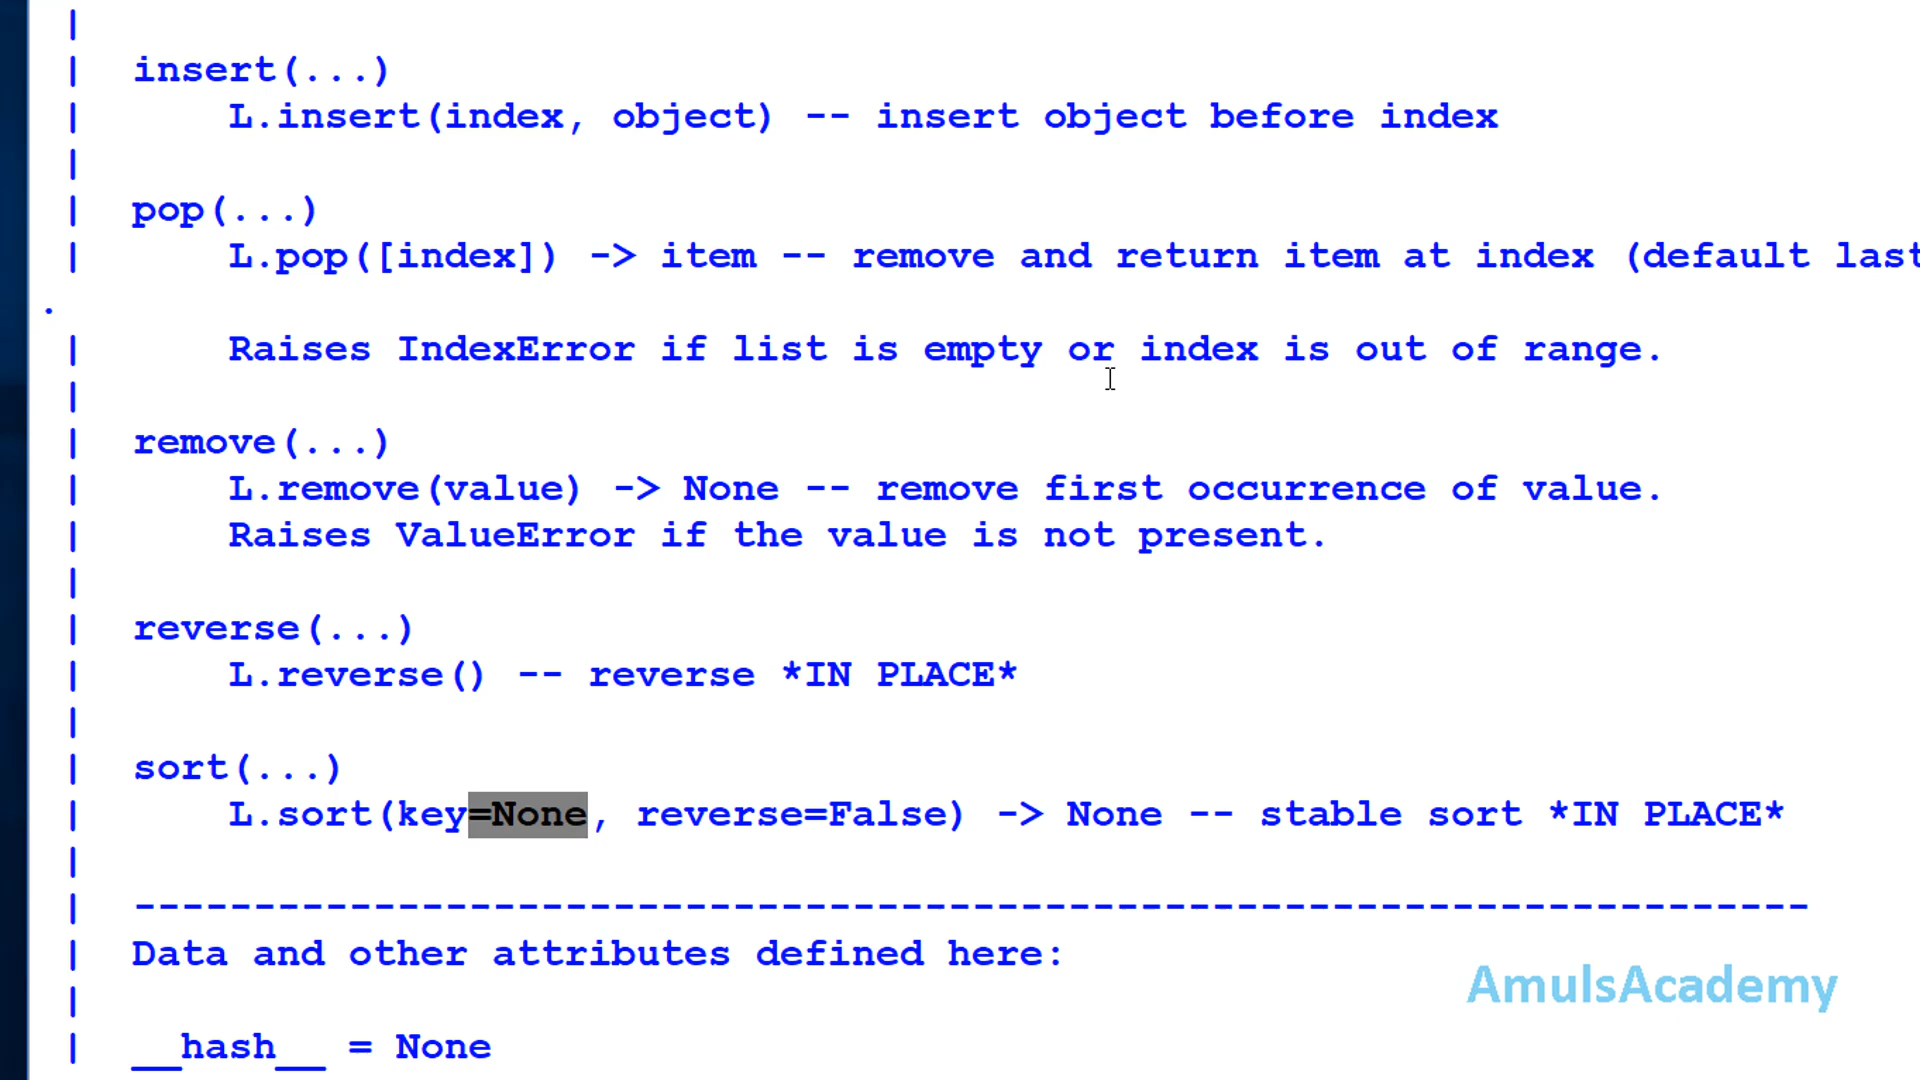 |
| insert(...)
| L.insert(index, object) -- insert object before index
|
| pop(...)
| L.pop([index]) -> item -- remove and return item at index (default last
.
| Raises IndexError if list is empty or index is out of range.
|
| remove(...)
| L.remove(value) -> None -- remove first occurrence of value.
| Raises ValueError if the value is not present.
|
| reverse(...)
| L.reverse() -- reverse *IN PLACE*
|
| sort(...)
| L.sort(key=None, reverse=False) -> None -- stable sort *IN PLACE*
|
| ----------------------------------------------------------------------
| Data and other attributes defined here:
|
| __hash__ = None
AmulsAcademy